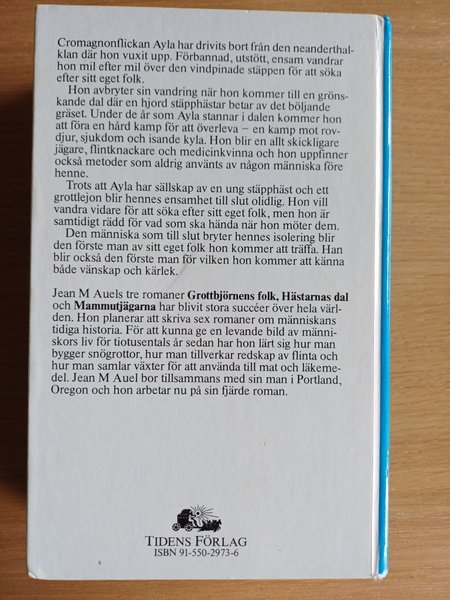 Cromagnonflickan Ayla har drivits bort från den neanderthal-
klan där hon vuxit upp. Förbannad, utstött, ensam vandrar
hon mil efter mil över den vindpinade stäppen för att söka
efter sitt eget folk.
Hon avbryter sin vandring när hon kommer till en gröns-
kande dal där en hjord stäpphästar betar av det böljande
gräset. Under de år som Ayla stannar i dalen kommer hon
att föra en hård kamp för att överleva – en kamp mot rov-
djur, sjukdom och isande kyla. Hon blir en allt skickligare
jägare, flintknackare och medicinkvinna och hon uppfinner
också metoder som aldrig använts av någon människa före
henne.
Trots att Ayla har sällskap av en ung stäpphäst och ett
grottlejon blir hennes ensamhet till slut olidlig. Hon vill
vandra vidare för att söka efter sitt eget folk, men hon är
samtidigt rädd för vad som ska hända när hon möter dem.
Den människa som till slut bryter hennes isolering blir
den förste man av sitt eget folk hon kommer att träffa. Han
blir också den förste man för vilken hon kommer att känna
både vänskap och kärlek.
Jean M Auels tre romaner Grottbjörnens folk, Hästarnas dal
och Mammutjägarna har blivit stora succéer över hela värl-
den. Hon planerar att skriva sex romaner om människans
tidiga historia. För att kunna ge en levande bild av männi-
skors liv för tiotusentals år sedan har hon lärt sig hur man
bygger snögrottor, hur man tillverkar redskap av flinta och
hur man samlar växter för att använda till mat och läkeme-
del. Jean M Auel bor tillsammans med sin man i Portland,
Oregon och hon arbetar nu på sin fjärde roman.
TIDENS FÖRLAG
ISBN 91-550-2973-6